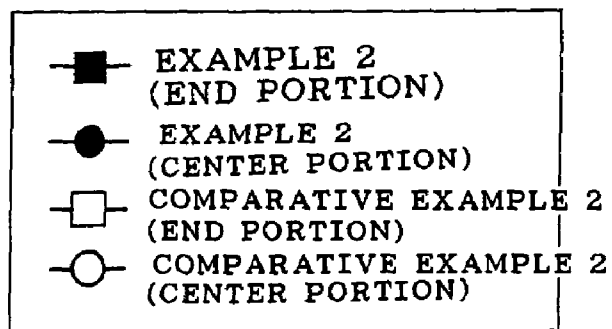 EXAMPLE 2
(END PORTION)
EXAMPLE 2
(CENTER PORTION)
COMPARATIVE EXAMPLE 2
(END PORTION)
COMPARATIVE EXAMPLE 2
(CENTER PORTION)